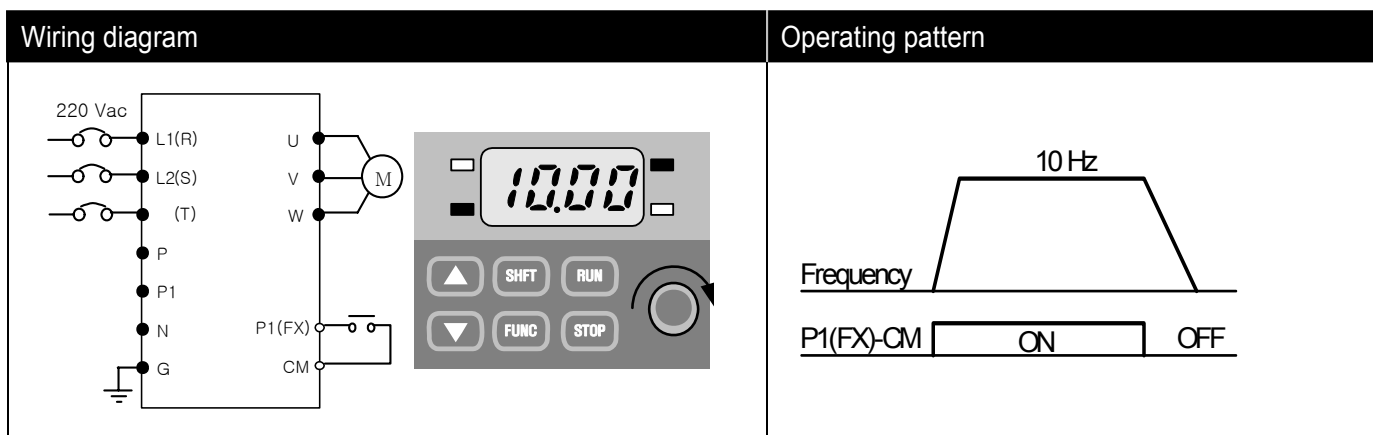 Wiring diagram
Operating pattern
220 Vac
L1(R)
U
L2(S)
V
M
(T)
W
P
P1
N
P1(FX)
G
CM
10.00
SHFT
RUN
FUNC
STOP
10 Hz
Frequency
P1(FX)-CM
ON
OFF